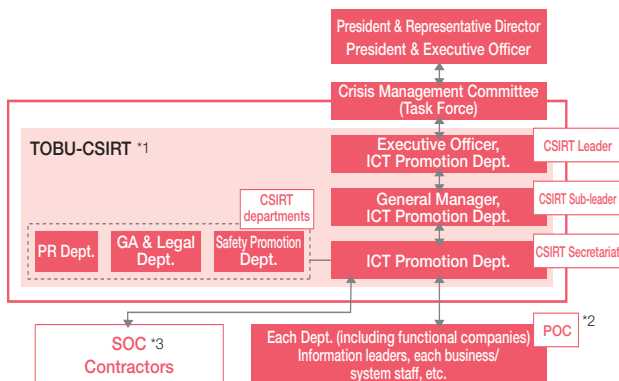 President & Representative Director
President & Executive Officer
Crisis Management Committee
(Task Force)
TOBU-CSIRT *1
Executive Officer,
ICT Promotion Dept.
CSIRT Leader
General Manager,
ICT Promotion Dept.
CSIRT Sub-leader
CSIRT
departments
PR Dept.
GA & Legal
Dept.
Safety Promotion
Dept.
ICT Promotion Dept.
CSIRT Secretariat
SOC *3
Contractors
Each Dept. (including functional companies)
Information leaders, each business/
system staff, etc.
POC
*2